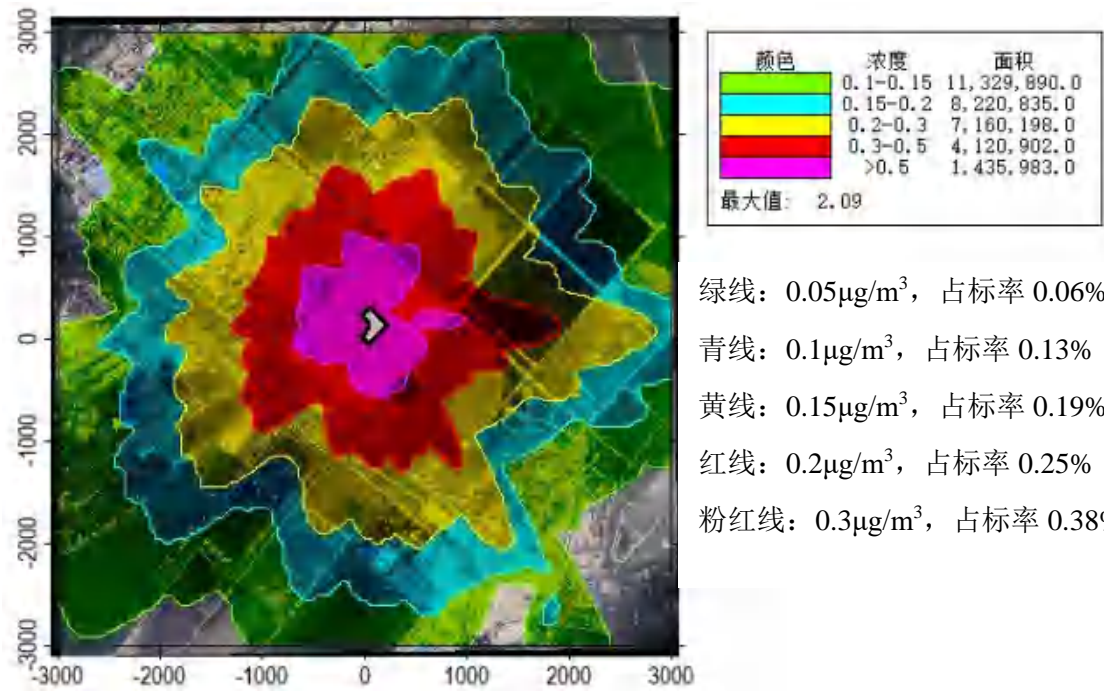 3000
2000
1000
0
-1000
-2000
-3000
-3000 -2000 -1000 0 1000 2000 3000
颜色 浓度 面积
0.1-0.15 11,329,890.0
0.15-0.2 8,220,835.0
0.2-0.3 7,160,198.0
0.3-0.5 4,120,902.0
>0.5 1,435,983.0
最大值: 2.09
绿线：0.05μg/m³，占标率 0.06%
青线：0.1μg/m³，占标率 0.13%
黄线：0.15μg/m³，占标率 0.19%
红线：0.2μg/m³，占标率 0.25%
粉红线：0.3μg/m³，占标率 0.38%